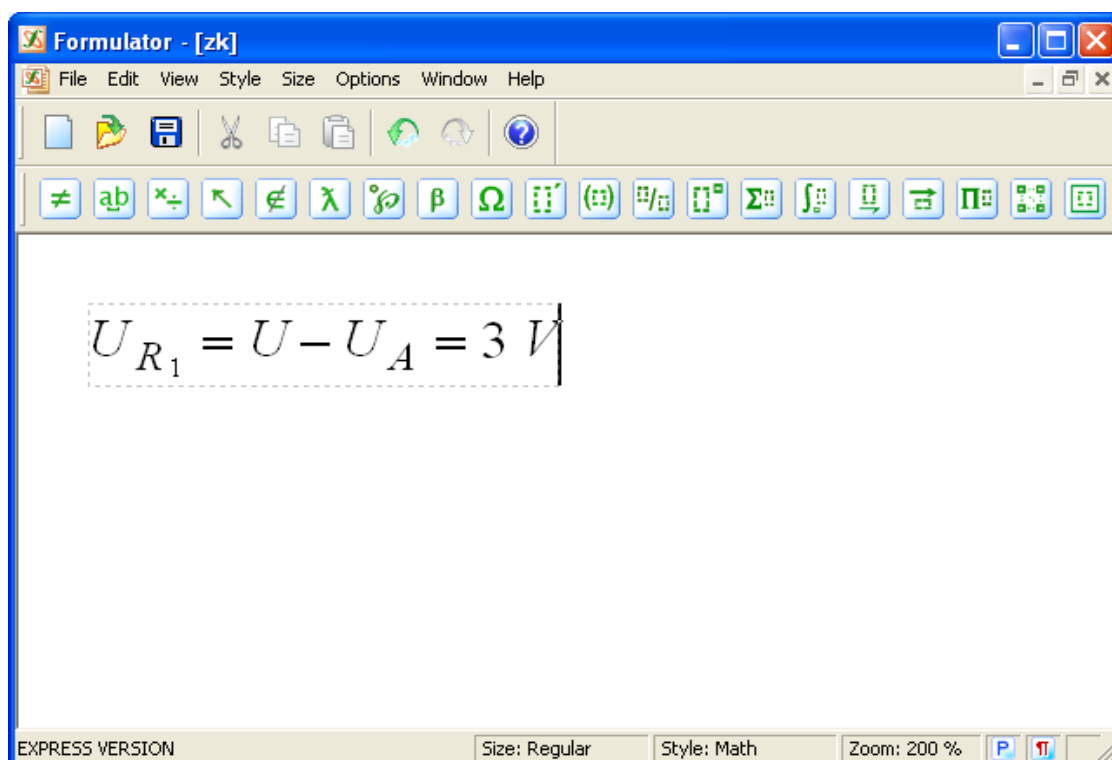 Formulator - [zk]
File Edit View Style Size Options Window Help
≠ ab ×÷ ↖ ∉ λ ℘ β Ω Σ ∫ Π
U_{R_1} = U − U_A = 3 V
EXPRESS VERSION Size: Regular Style: Math Zoom: 200 % P ¶